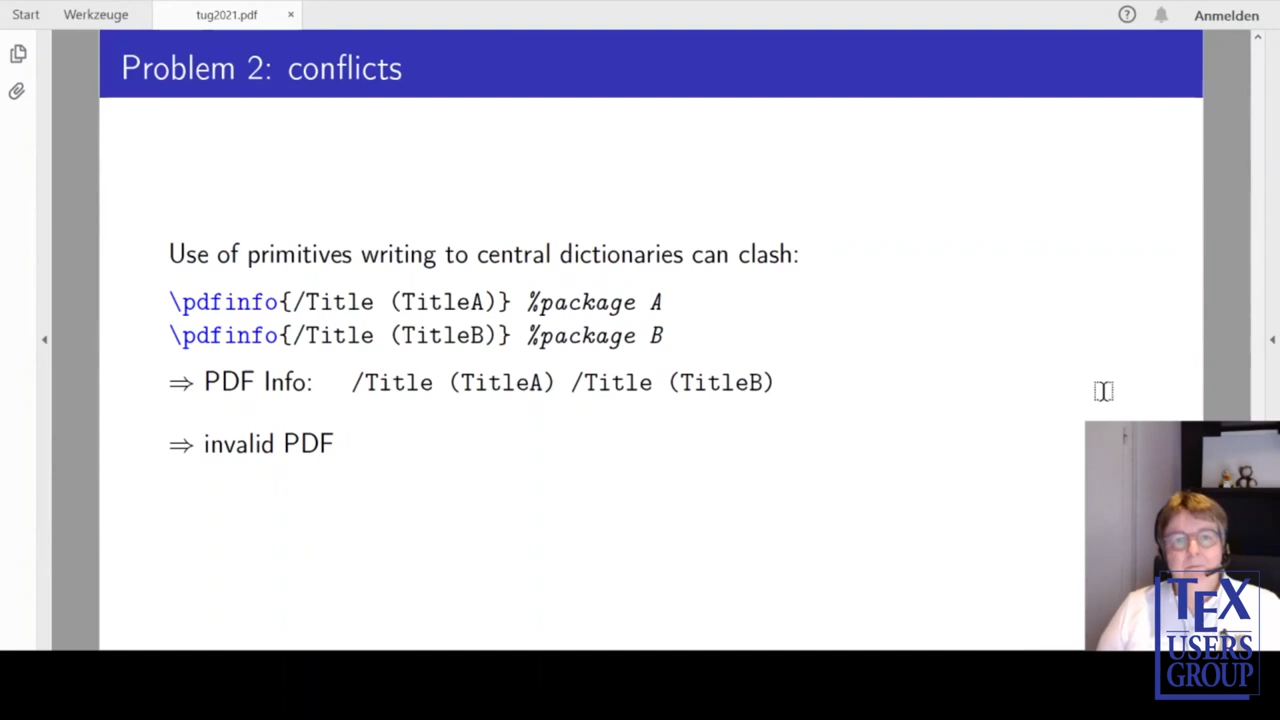 Start Werkzeuge tug2021.pdf × ? Anmelden
Problem 2: conflicts
Use of primitives writing to central dictionaries can clash:
\pdfinfo{/Title (TitleA)} %package A
\pdfinfo{/Title (TitleB)} %package B
⇒ PDF Info: /Title (TitleA) /Title (TitleB)
⇒ invalid PDF
TEX
USERS
GROUP